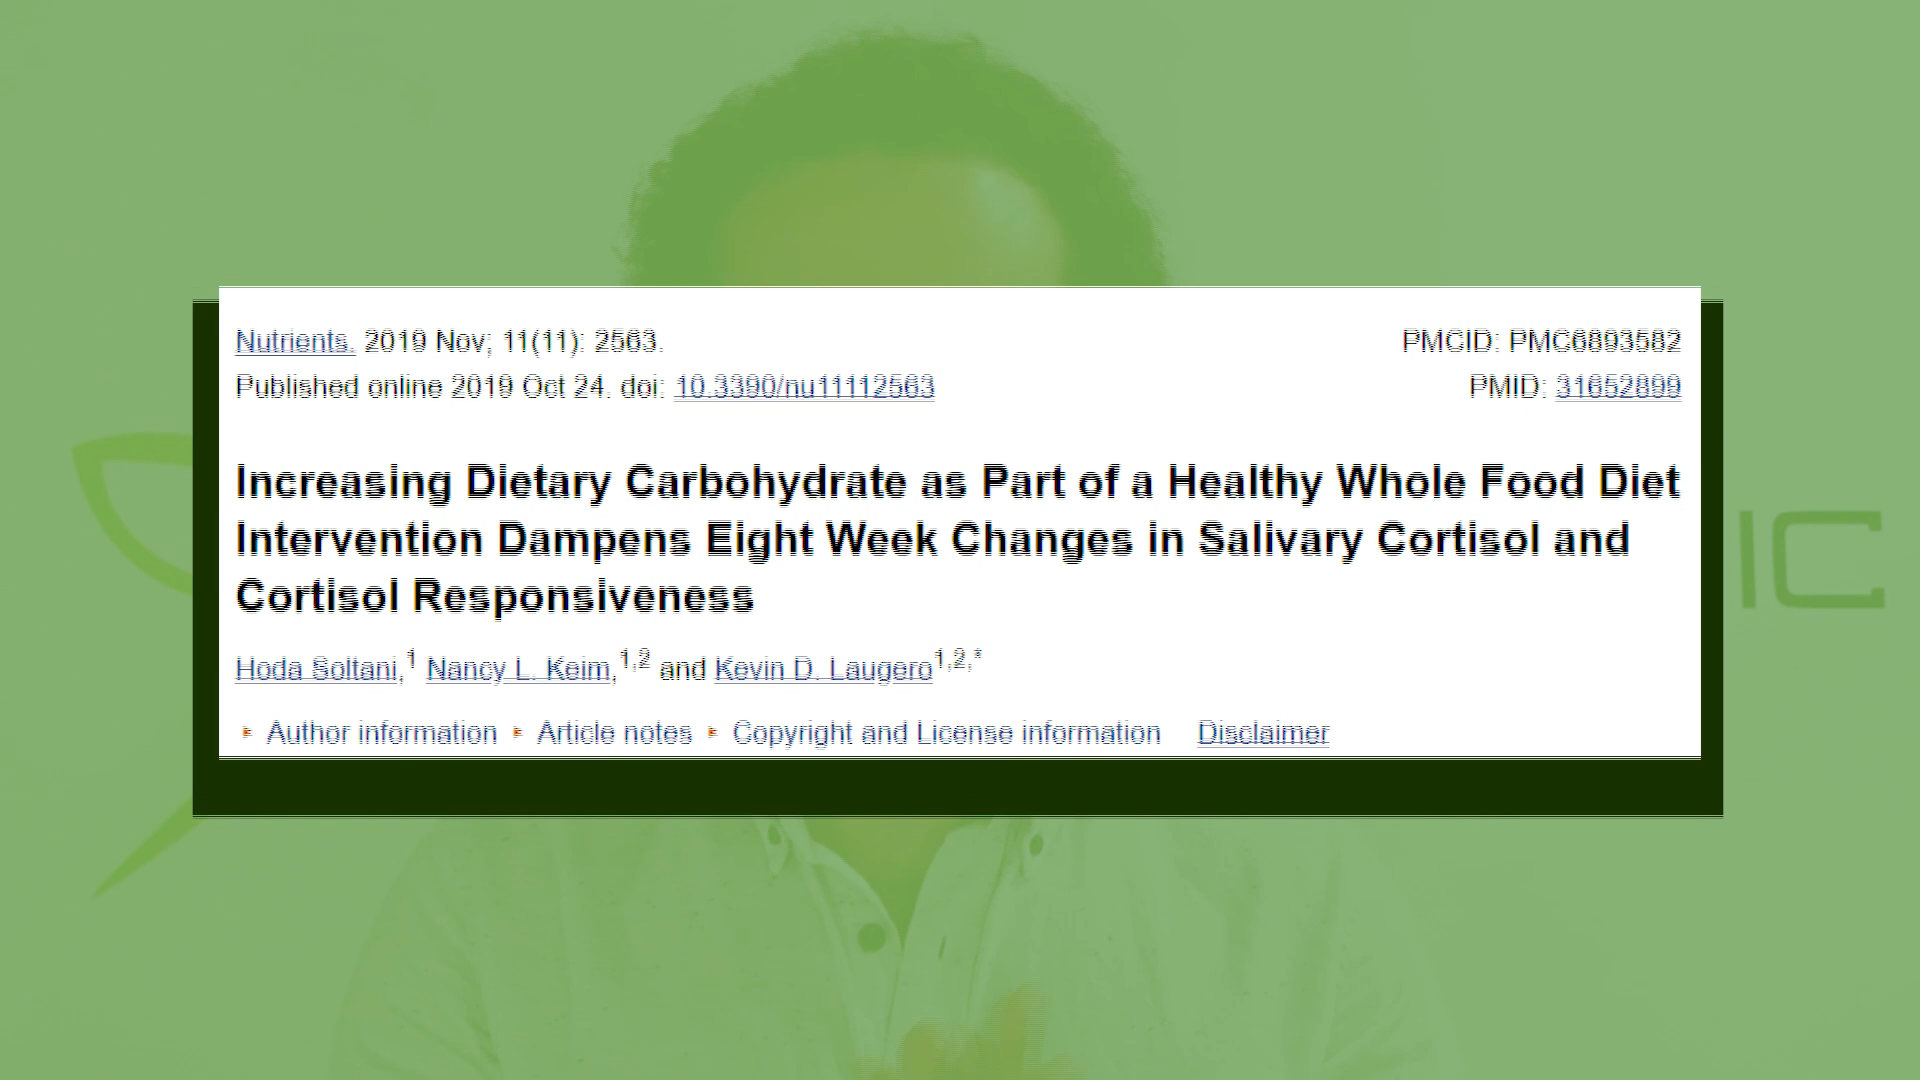 Nutrients. 2019 Nov; 11(11): 2563.
PMCID: PMC6893582
Published online 2019 Oct 24. doi: 10.3390/nu11112563
PMID: 31652899
Increasing Dietary Carbohydrate as Part of a Healthy Whole Food Diet
Intervention Dampens Eight Week Changes in Salivary Cortisol and
Cortisol Responsiveness
Hoda Soltani,1 Nancy L. Keim,1,2 and Kevin D. Laugero1,2,*
▸ Author information ▸ Article notes ▸ Copyright and License information Disclaimer
IC